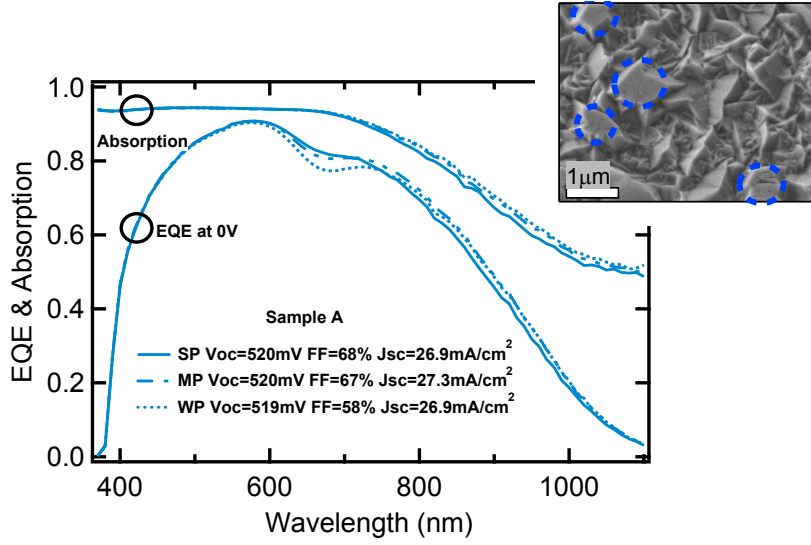 1μm
1.0
0.8
0.6
0.4
0.2
0.0
EQE & Absorption
Absorption
EQE at 0V
Sample A
SP Voc=520mV FF=68% Jsc=26.9mA/cm²
MP Voc=520mV FF=67% Jsc=27.3mA/cm²
WP Voc=519mV FF=58% Jsc=26.9mA/cm²
400 600 800 1000
Wavelength (nm)